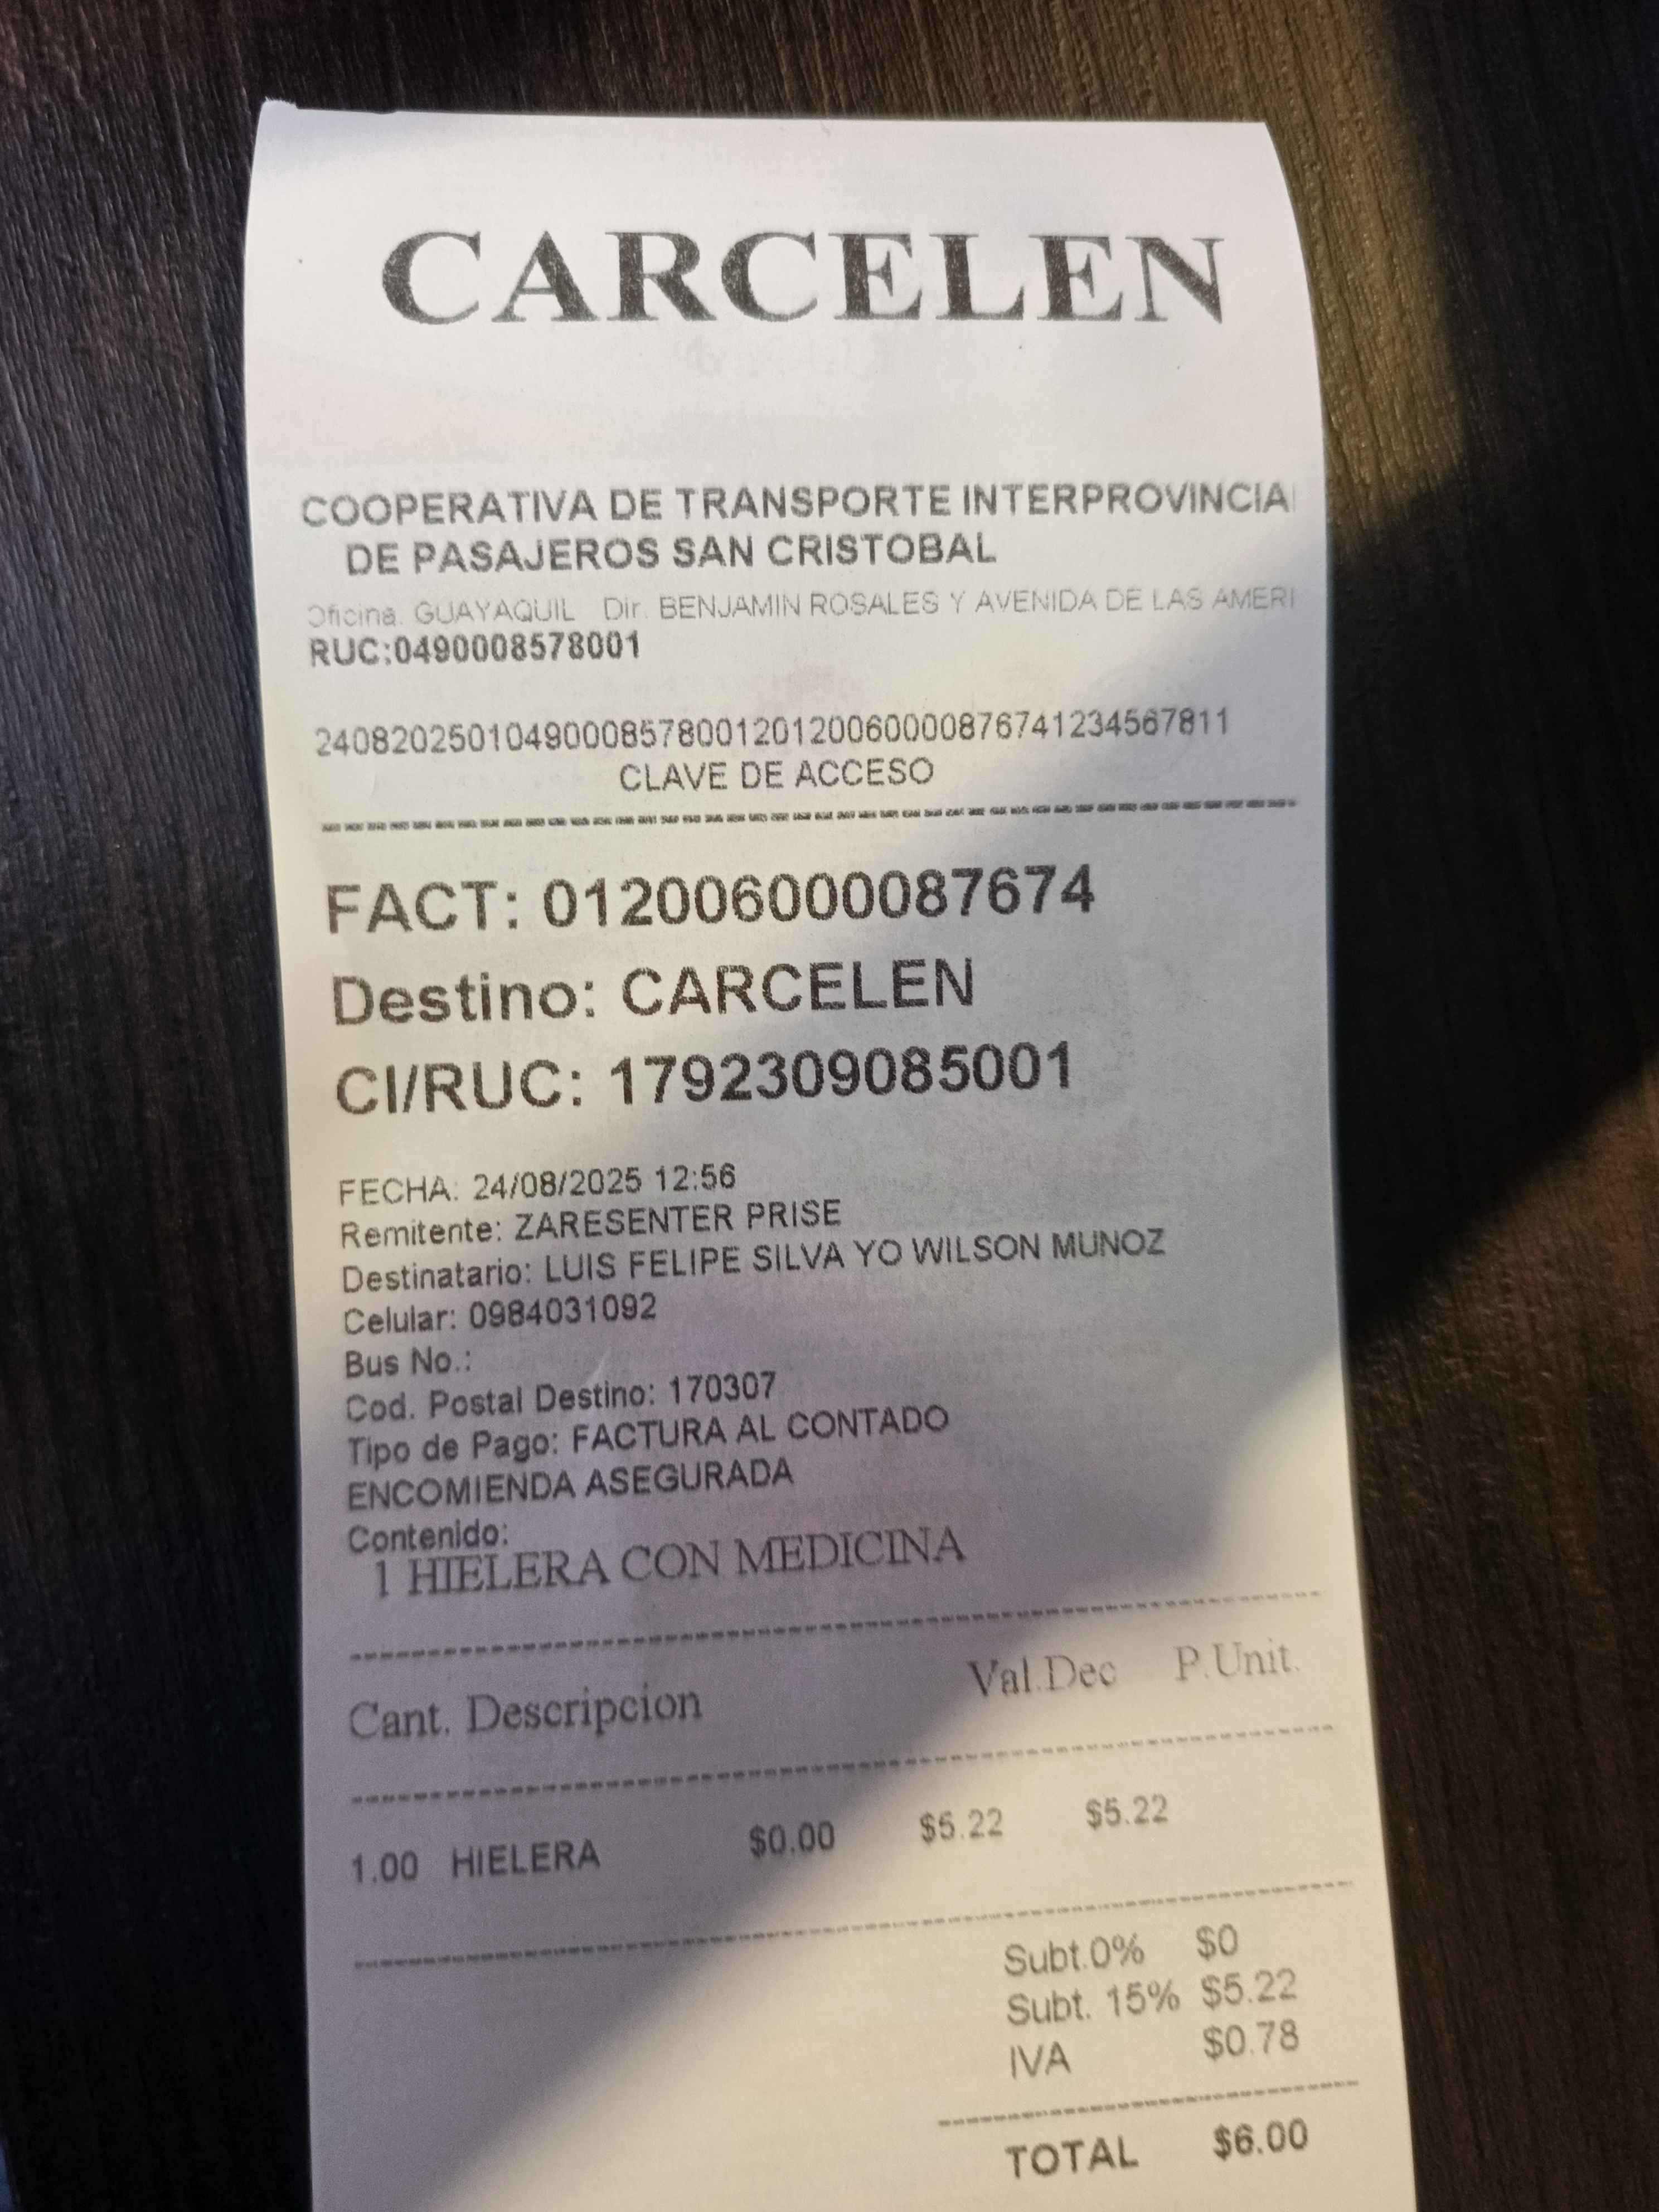 CARCELEN
COOPERATIVA DE TRANSPORTE INTERPROVINCIA
DE PASAJEROS SAN CRISTOBAL
Oficina. GUAYAQUIL Dir. BENJAMIN ROSALES Y AVENIDA DE LAS AMERI
RUC:0490008578001
2408202501049000857800120120060000876741234567811
CLAVE DE ACCESO
FACT: 012006000087674
Destino: CARCELEN
CI/RUC: 1792309085001
FECHA: 24/08/2025 12:56
Remitente: ZARESENTER PRISE
Destinatario: LUIS FELIPE SILVA YO WILSON MUNOZ
Celular: 0984031092
Bus No.:
Cod. Postal Destino: 170307
Tipo de Pago: FACTURA AL CONTADO
ENCOMIENDA ASEGURADA
Contenido:
1 HIELERA CON MEDICINA
Cant. Descripcion Val.Dec P.Unit.
1.00 HIELERA $0.00 $5.22 $5.22
Subt.0% $0
Subt. 15% $5.22
IVA $0.78
TOTAL $6.00